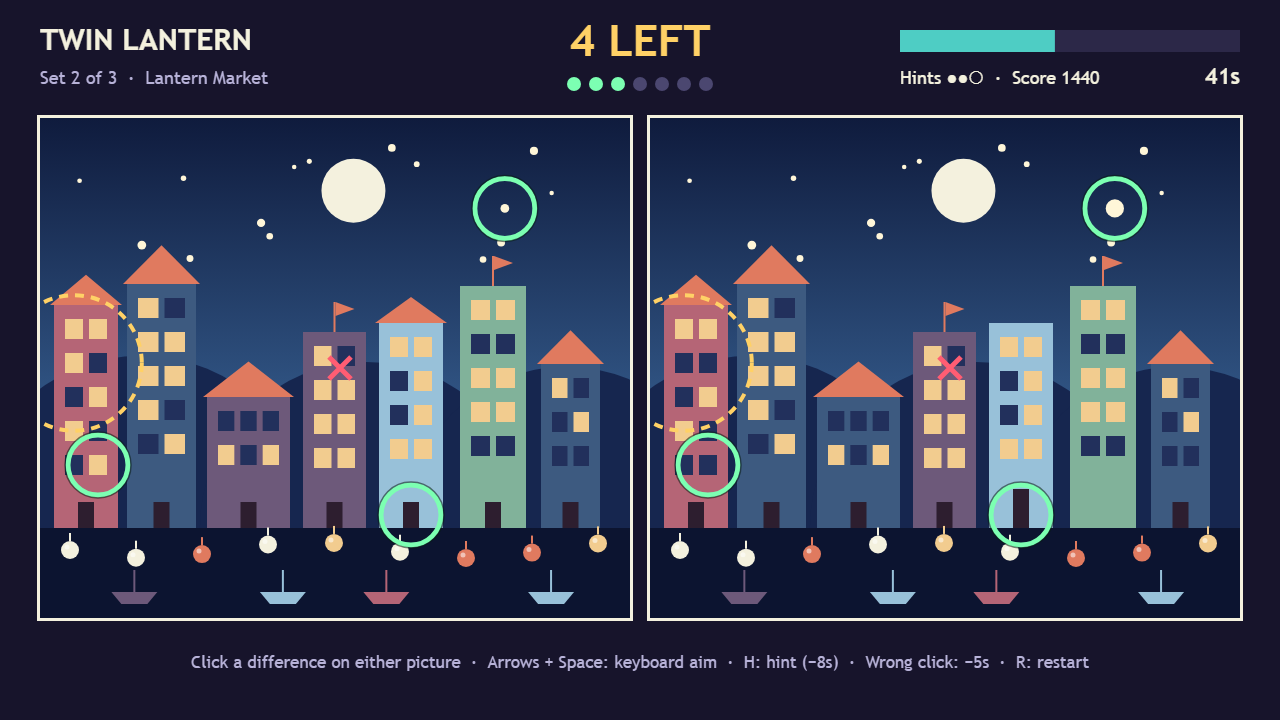 TWIN LANTERN
4 LEFT
Set 2 of 3 · Lantern Market
Hints ●●○ · Score 1440
41s
Click a difference on either picture · Arrows + Space: keyboard aim · H: hint (−8s) · Wrong click: −5s · R: restart